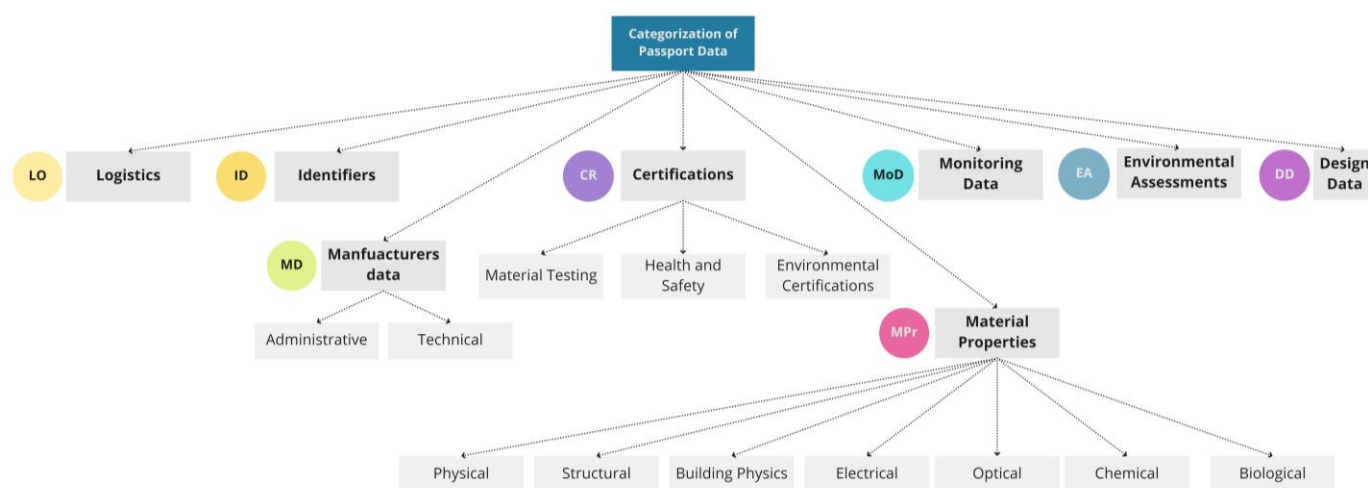 Categorization of
Passport Data
LO
Logistics
ID
Identifiers
CR
Certifications
MoD
Monitoring
Data
EA
Environmental
Assessments
DD
Design
Data
MD
Manfuacturers
data
Material Testing
Health and
Safety
Environmental
Certifications
Administrative
Technical
MPr
Material
Properties
Physical
Structural
Building Physics
Electrical
Optical
Chemical
Biological